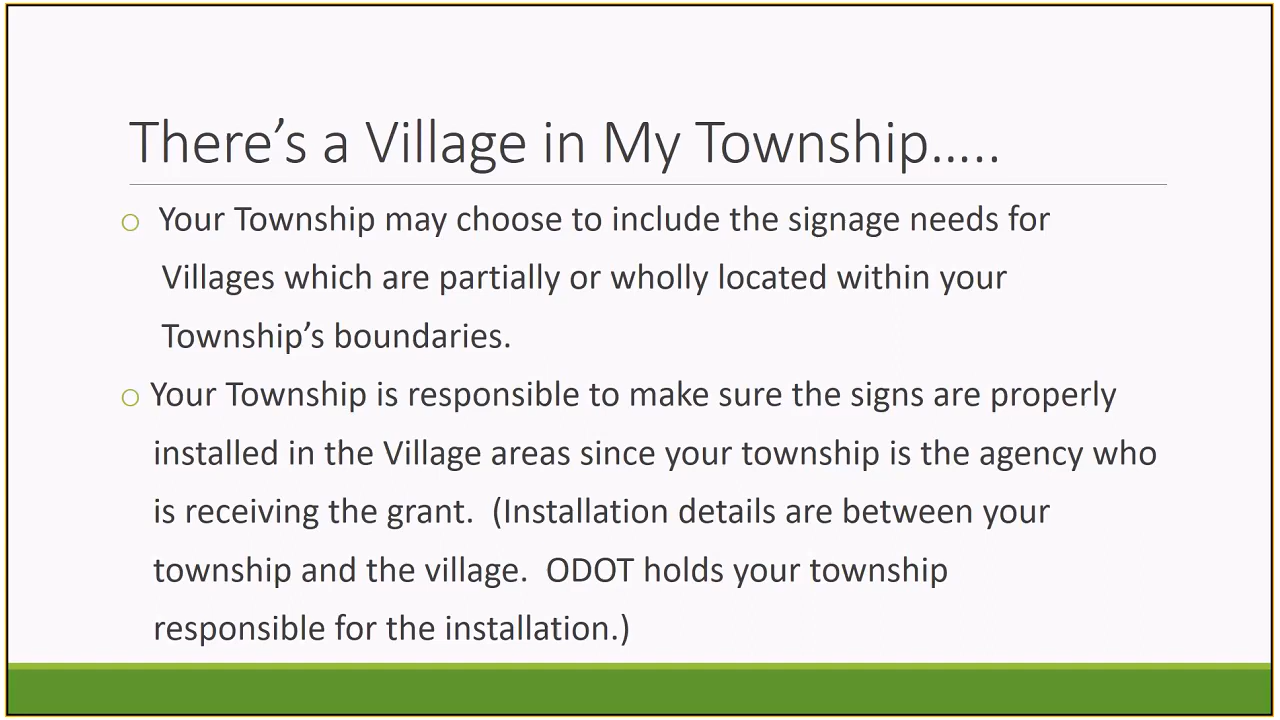 There’s a Village in My Township…..
o Your Township may choose to include the signage needs for
Villages which are partially or wholly located within your
Township’s boundaries.
o Your Township is responsible to make sure the signs are properly
installed in the Village areas since your township is the agency who
is receiving the grant.  (Installation details are between your
township and the village.  ODOT holds your township
responsible for the installation.)